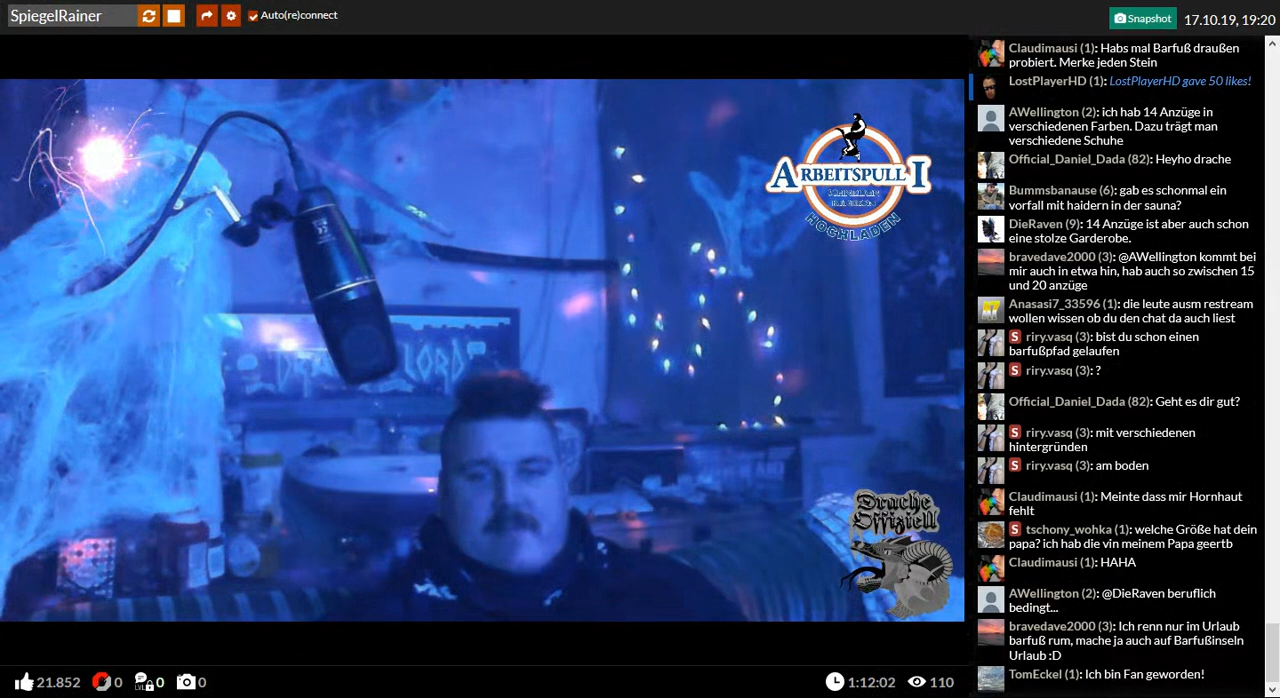 SpiegelRainer
Auto(re)connect
Snapshot
17.10.19, 19:20
ARBEITSPULLI
HOCHLADEN
LORD
Drache
Offiziell
Claudimausi (1): Habs mal Barfuß draußen
probiert. Merke jeden Stein
LostPlayerHD (1): LostPlayerHD gave 50 likes!
AWellington (2): ich hab 14 Anzüge in
verschiedenen Farben. Dazu trägt man
verschiedene Schuhe
Official_Daniel_Dada (82): Heyho drache
Bummsbanause (6): gab es schonmal ein
vorfall mit haidern in der sauna?
DieRaven (9): 14 Anzüge ist aber auch schon
eine stolze Garderobe.
bravedave2000 (3): @AWellington kommt bei
mir auch in etwa hin, hab auch so zwischen 15
und 20 anzüge
Anasasi7_33596 (1): die leute ausm restream
wollen wissen ob du den chat da auch liest
S riry.vasq (3): bist du schon einen
barfußpfad gelaufen
S riry.vasq (3): ?
Official_Daniel_Dada (82): Geht es dir gut?
S riry.vasq (3): mit verschiedenen
hintergründen
S riry.vasq (3): am boden
Claudimausi (1): Meinte dass mir Hornhaut
fehlt
S tschony_wohka (1): welche Größe hat dein
papa? ich hab die vin meinem Papa geertb
Claudimausi (1): HAHA
AWellington (2): @DieRaven beruflich
bedingt...
bravedave2000 (3): Ich renn nur im Urlaub
barfuß rum, mache ja auch auf Barfußinseln
Urlaub :D
TomEckel (1): Ich bin Fan geworden!
21.852
0
LVL
0
0
1:12:02
110